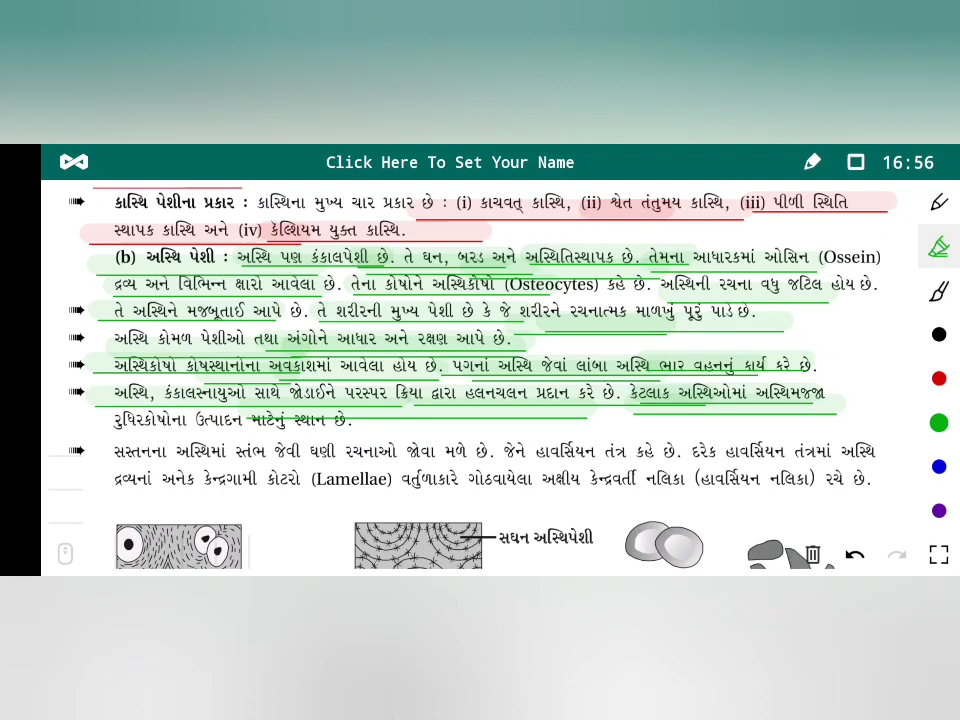 Click Here To Set Your Name
16:56
કાસ્થિ પેશીના પ્રકાર : કાસ્થિના મુખ્ય ચાર પ્રકાર છે : (i) કાચવત્ કાસ્થિ, (ii) શ્વેત તંતુમય કાસ્થિ, (iii) પીળી સ્થિતિ
સ્થાપક કાસ્થિ અને (iv) કેલ્શિયમ યુક્ત કાસ્થિ.
(b) અસ્થિ પેશી : અસ્થિ પણ કંકાલપેશી છે. તે ઘન, બરડ અને અસ્થિતિસ્થાપક છે. તેમના આધારકમાં ઓસિન (Ossein)
દ્રવ્ય અને વિભિન્ન ક્ષારો આવેલા છે. તેના કોષોને અસ્થિકોષો (Osteocytes) કહે છે. અસ્થિની રચના વધુ જટિલ હોય છે.
તે અસ્થિને મજબૂતાઈ આપે છે. તે શરીરની મુખ્ય પેશી છે કે જે શરીરને રચનાત્મક માળખું પૂરું પાડે છે.
અસ્થિ કોમળ પેશીઓ તથા અંગોને આધાર અને રક્ષણ આપે છે.
અસ્થિકોષો કોષસ્થાનોના અવકાશમાં આવેલા હોય છે. પગનાં અસ્થિ જેવાં લાંબા અસ્થિ ભાર વહનનું કાર્ય કરે છે.
અસ્થિ, કંકાલસ્નાયુઓ સાથે જોડાઈને પરસ્પર ક્રિયા દ્વારા હલનચલન પ્રદાન કરે છે. કેટલાક અસ્થિઓમાં અસ્થિમજ્જા
રુધિરકોષોના ઉત્પાદન માટેનું સ્થાન છે.
સસ્તનના અસ્થિમાં સ્તંભ જેવી ઘણી રચનાઓ જોવા મળે છે. જેને હાવર્સિયન તંત્ર કહે છે. દરેક હાવર્સિયન તંત્રમાં અસ્થિ
દ્રવ્યનાં અનેક કેન્દ્રગામી કોટરો (Lamellae) વર્તુળાકારે ગોઠવાયેલા અક્ષીય કેન્દ્રવર્તી નલિકા (હાવર્સિયન નલિકા) રચે છે.
સઘન અસ્થિપેશી